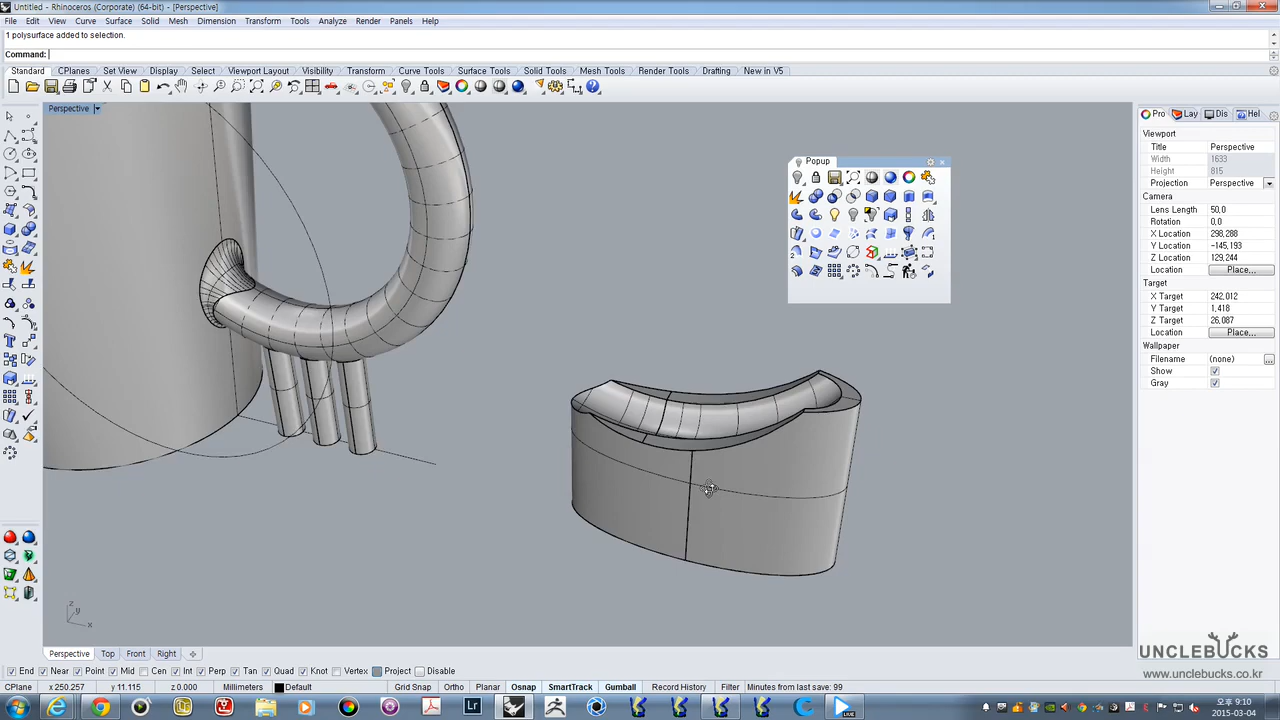 Untitled - Rhinoceros (Corporate) (64-bit) - [Perspective]
File Edit View Curve Surface Solid Mesh Dimension Transform Tools Analyze Render Panels Help
1 polysurface added to selection.
Command:
Standard CPlanes Set View Display Select Viewport Layout Visibility Transform Curve Tools Surface Tools Solid Tools Mesh Tools Render Tools Drafting New in V5
Perspective
Popup
Pro Lay Dis Hel
Viewport
Title Perspective
Width 1633
Height 815
Projection Perspective
Camera
Lens Length 50,0
Rotation 0,0
X Location 298,288
Y Location -145,193
Z Location 129,244
Location Place...
Target
X Target 242,012
Y Target 1,418
Z Target 26,087
Location Place...
Wallpaper
Filename (none) ...
Show
Gray
z
y
x
Perspective Top Front Right
End Near Point Mid Cen Int Perp Tan Quad Knot Vertex Project Disable
CPlane x 250.257 y 11.115 z 0.000 Millimeters Default Grid Snap Ortho Planar Osnap SmartTrack Gumball Record History Filter Minutes from last save: 99
UNCLEBUCKS
www.unclebucks.co.kr
Lr
LIVE
오후 9:10
2015-03-04